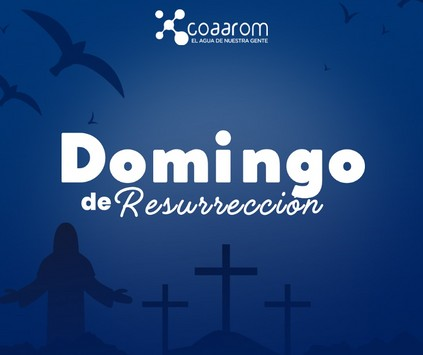 coaarom
EL AGUA DE NUESTRA GENTE
Domingo
de Resurrección